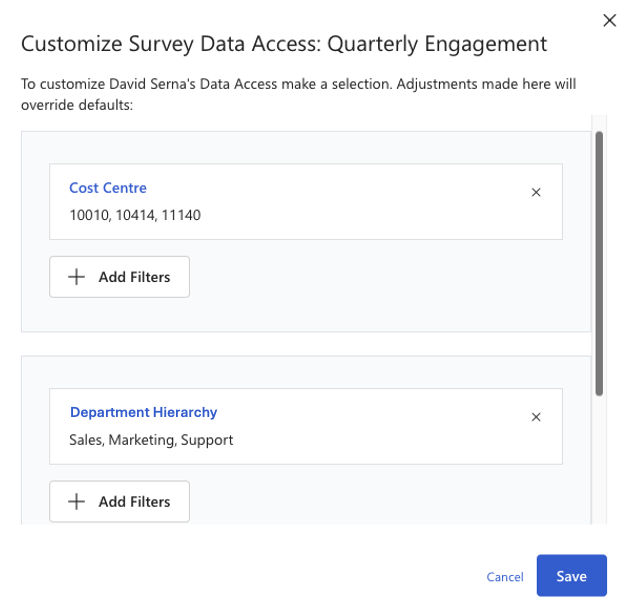 Customize Survey Data Access: Quarterly Engagement
To customize David Serna's Data Access make a selection. Adjustments made here will
override defaults:
Cost Centre
10010, 10414, 11140
Add Filters
Department Hierarchy
Sales, Marketing, Support
Add Filters
Cancel
Save